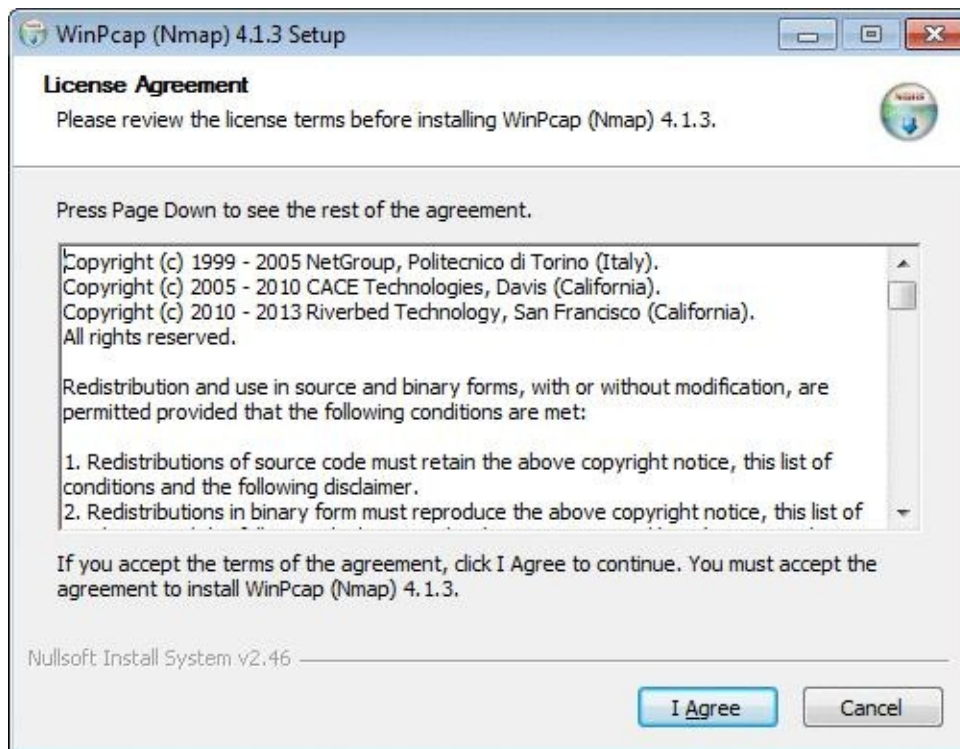 WinPcap (Nmap) 4.1.3 Setup
License Agreement
Please review the license terms before installing WinPcap (Nmap) 4.1.3.
Press Page Down to see the rest of the agreement.
Copyright (c) 1999 - 2005 NetGroup, Politecnico di Torino (Italy).
Copyright (c) 2005 - 2010 CACE Technologies, Davis (California).
Copyright (c) 2010 - 2013 Riverbed Technology, San Francisco (California).
All rights reserved.
Redistribution and use in source and binary forms, with or without modification, are
permitted provided that the following conditions are met:
1. Redistributions of source code must retain the above copyright notice, this list of
conditions and the following disclaimer.
2. Redistributions in binary form must reproduce the above copyright notice, this list of
If you accept the terms of the agreement, click I Agree to continue. You must accept the
agreement to install WinPcap (Nmap) 4.1.3.
Nullsoft Install System v2.46
I Agree
Cancel